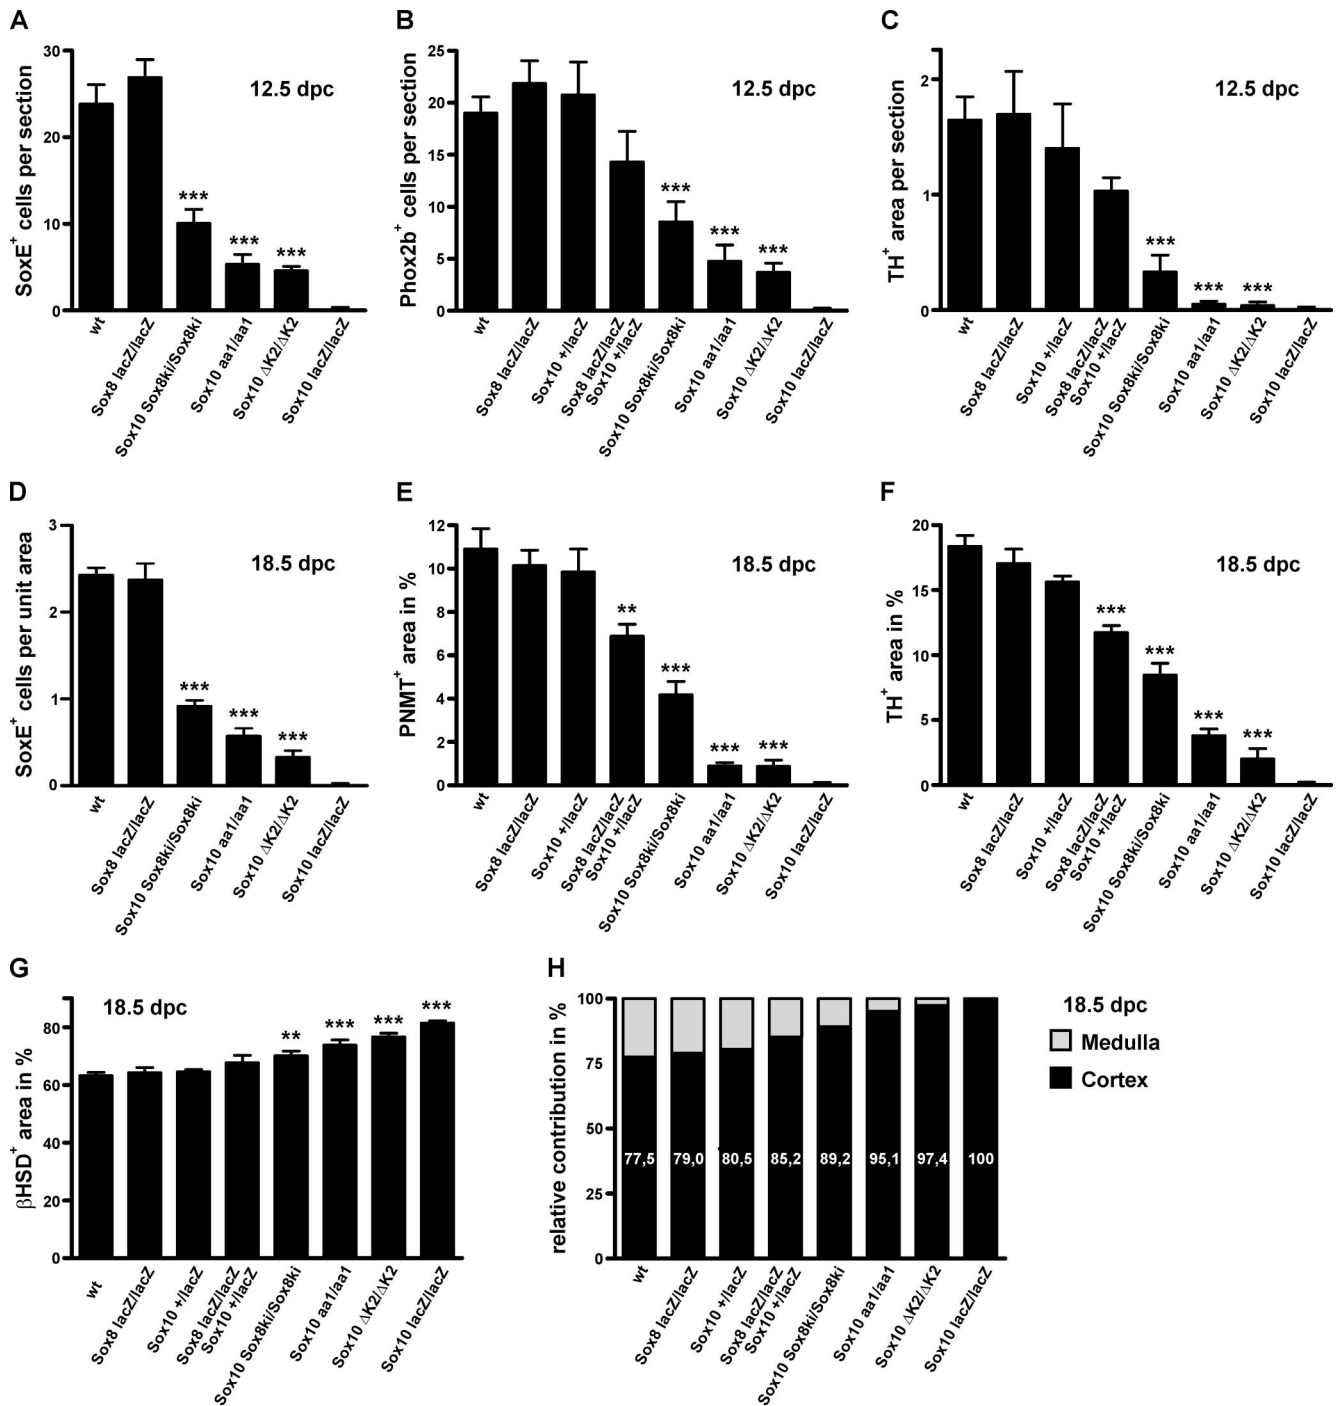 A
SoxE+ cells per section
30
20
10
0
12.5 dpc
***
***
***
wt
Sox8 lacZ/lacZ
Sox10 Sox8ki/Sox8ki
Sox10 aa1/aa1
Sox10 ΔK2/ΔK2
Sox10 lacZ/lacZ
B
Phox2b+ cells per section
25
20
15
10
5
0
12.5 dpc
***
***
***
wt
Sox8 lacZ/lacZ
Sox10 +/lacZ
Sox8 lacZ/lacZ
Sox10 +/lacZ
Sox10 Sox8ki/Sox8ki
Sox10 aa1/aa1
Sox10 ΔK2/ΔK2
Sox10 lacZ/lacZ
C
TH+ area per section
2
1
0
12.5 dpc
***
***
***
wt
Sox8 lacZ/lacZ
Sox10 +/lacZ
Sox8 lacZ/lacZ
Sox10 +/lacZ
Sox10 Sox8ki/Sox8ki
Sox10 aa1/aa1
Sox10 ΔK2/ΔK2
Sox10 lacZ/lacZ
D
SoxE+ cells per unit area
3
2
1
0
18.5 dpc
***
***
***
wt
Sox8 lacZ/lacZ
Sox10 Sox8ki/Sox8ki
Sox10 aa1/aa1
Sox10 ΔK2/ΔK2
Sox10 lacZ/lacZ
E
PNMT+ area in %
12
10
8
6
4
2
0
18.5 dpc
**
***
***
***
wt
Sox8 lacZ/lacZ
Sox10 +/lacZ
Sox8 lacZ/lacZ
Sox10 +/lacZ
Sox10 Sox8ki/Sox8ki
Sox10 aa1/aa1
Sox10 ΔK2/ΔK2
Sox10 lacZ/lacZ
F
TH+ area in %
20
15
10
5
0
18.5 dpc
***
***
***
***
wt
Sox8 lacZ/lacZ
Sox10 +/lacZ
Sox8 lacZ/lacZ
Sox10 +/lacZ
Sox10 Sox8ki/Sox8ki
Sox10 aa1/aa1
Sox10 ΔK2/ΔK2
Sox10 lacZ/lacZ
G
βHSD+ area in %
80
60
40
20
0
18.5 dpc
**
***
***
***
wt
Sox8 lacZ/lacZ
Sox10 +/lacZ
Sox8 lacZ/lacZ
Sox10 +/lacZ
Sox10 Sox8ki/Sox8ki
Sox10 aa1/aa1
Sox10 ΔK2/ΔK2
Sox10 lacZ/lacZ
H
relative contribution in %
100
75
50
25
0
77,5 79,0 80,5 85,2 89,2 95,1 97,4 100
wt
Sox8 lacZ/lacZ
Sox10 +/lacZ
Sox8 lacZ/lacZ
Sox10 +/lacZ
Sox10 Sox8ki/Sox8ki
Sox10 aa1/aa1
Sox10 ΔK2/ΔK2
Sox10 lacZ/lacZ
18.5 dpc
Medulla
Cortex